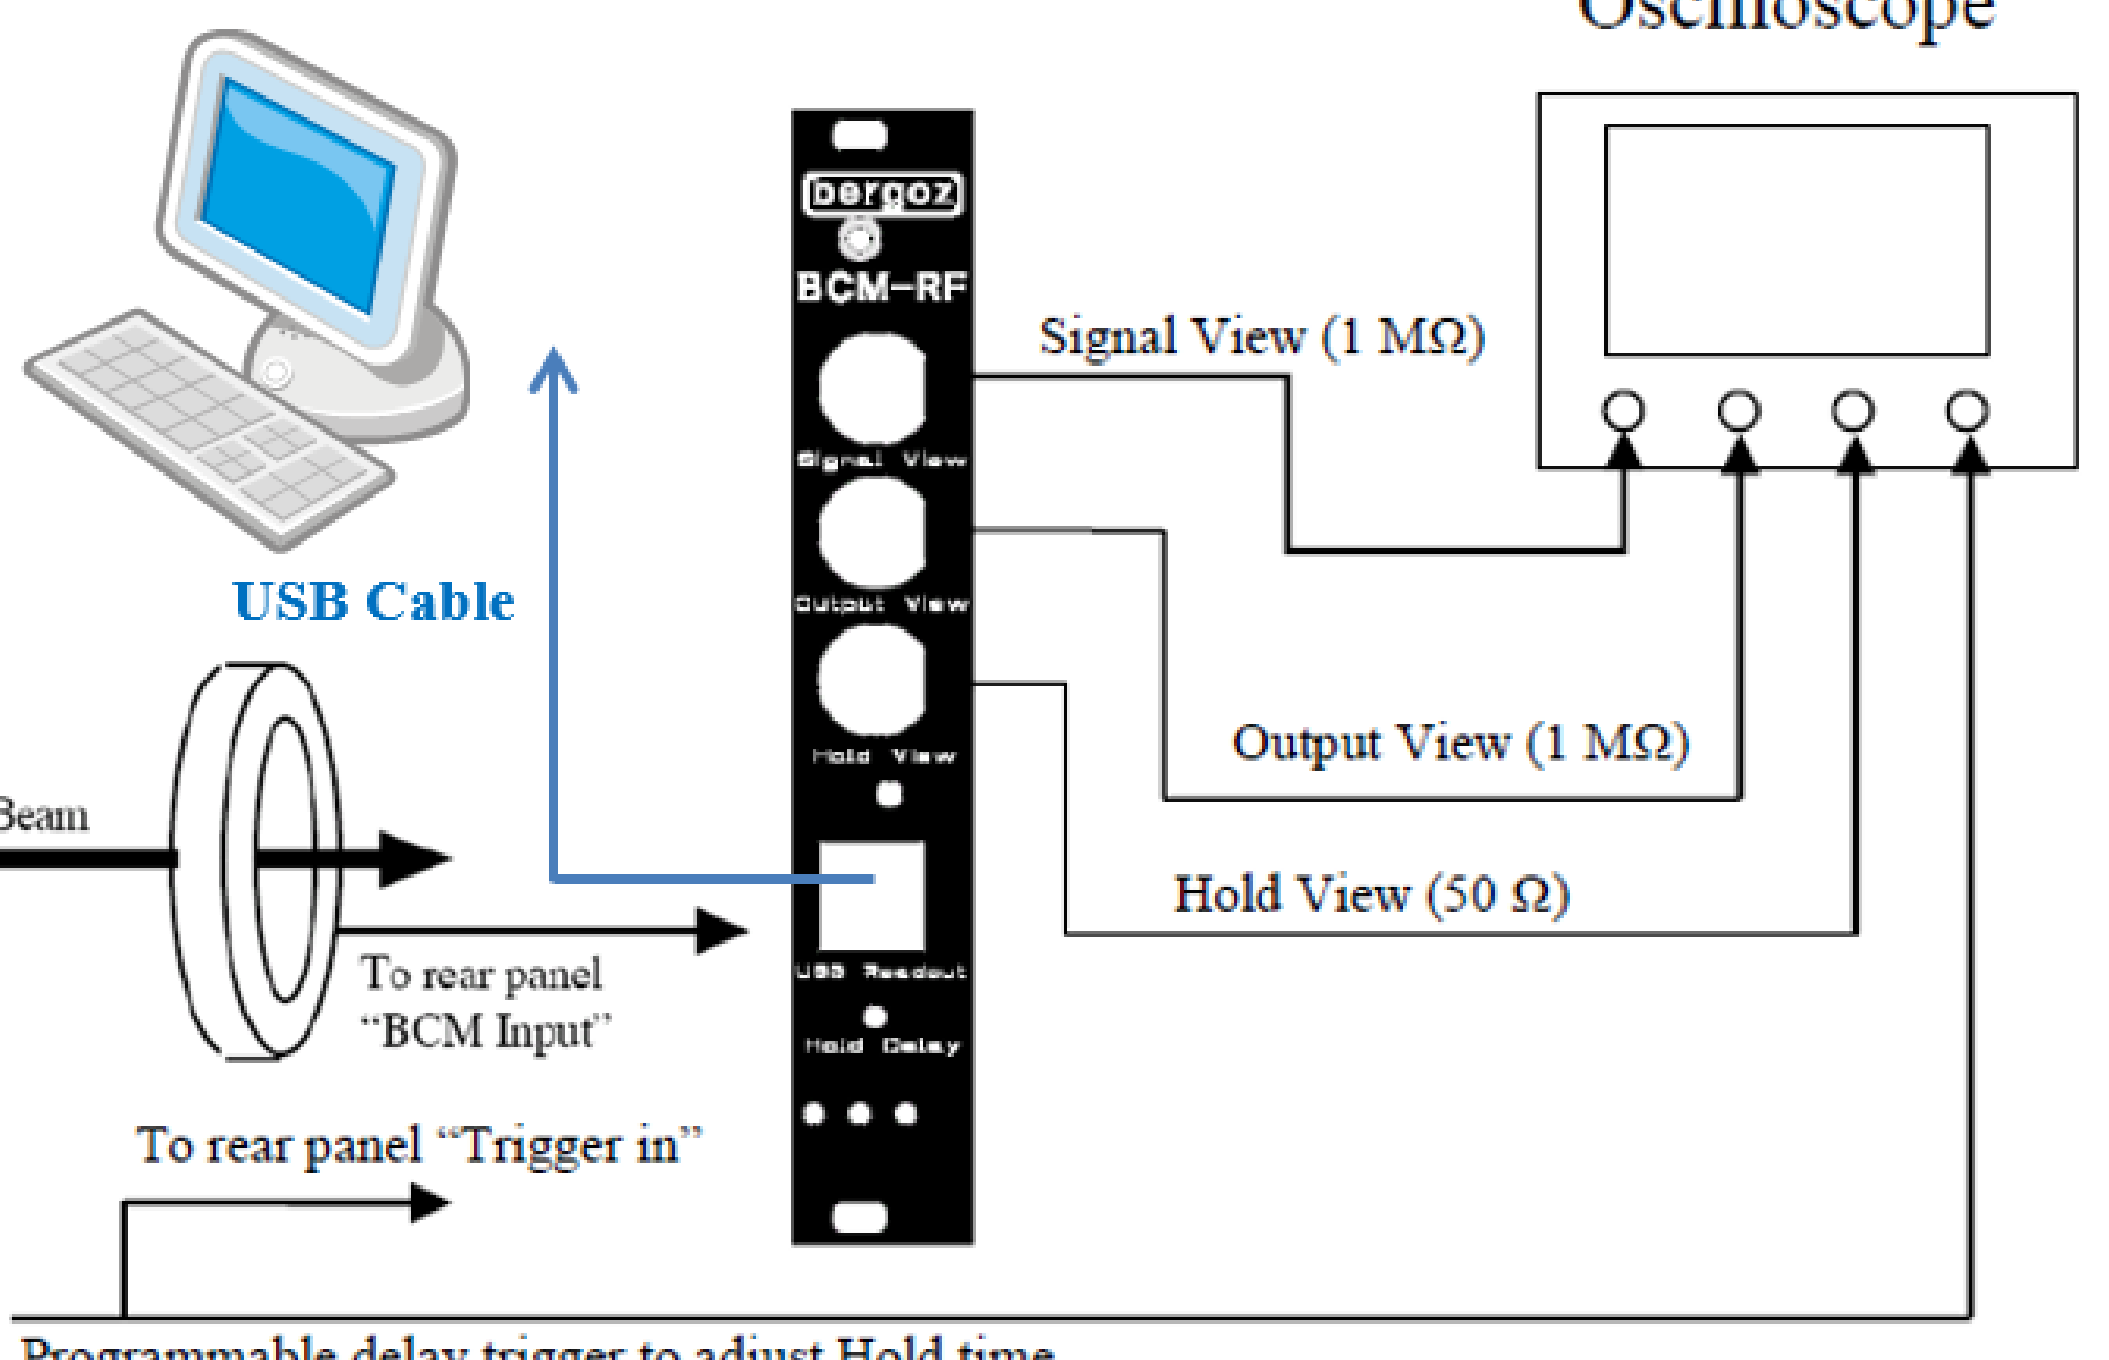 Oscilloscope
bergoz
BCM-RF
Signal View (1 MΩ)
Signal View
USB Cable
Output View
Output View (1 MΩ)
Hold View
Beam
Hold View (50 Ω)
To rear panel
“BCM Input”
USB Readout
Hold Delay
To rear panel “Trigger in”
Programmable delay trigger to adjust Hold time